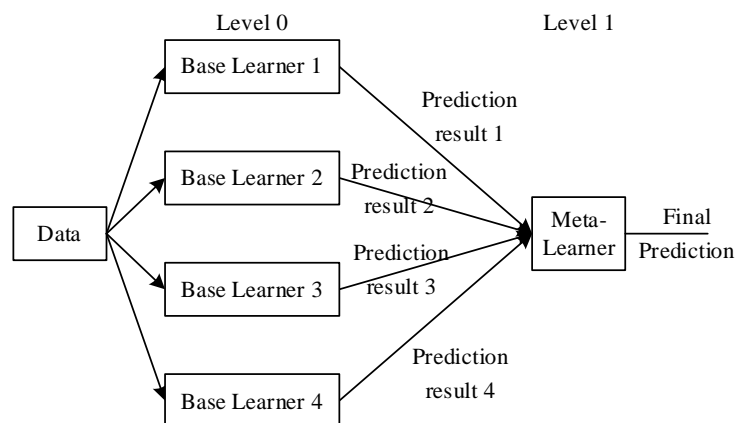 Level 0
Level 1
Base Learner 1
Prediction
result 1
Base Learner 2
Prediction
result 2
Data
Meta-
Learner
Final
Prediction
Base Learner 3
Prediction
result 3
Prediction
result 4
Base Learner 4